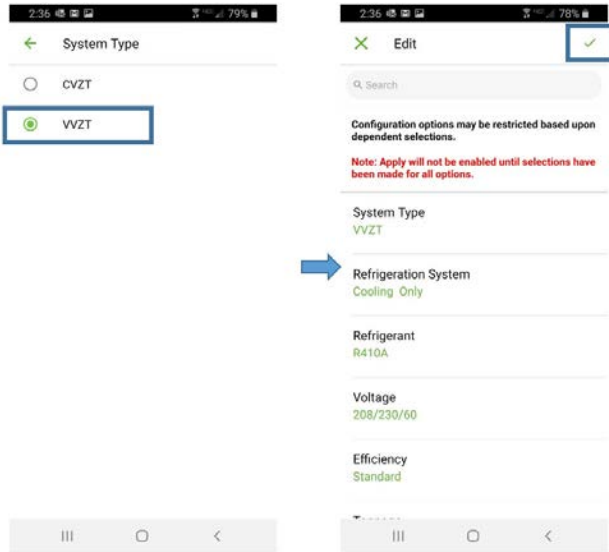 2:36
79%
System Type
CVZT
VVZT
2:36
78%
Edit
Search
Configuration options may be restricted based upon
dependent selections.
Note: Apply will not be enabled until selections have
been made for all options.
System Type
VVZT
Refrigeration System
Cooling Only
Refrigerant
R410A
Voltage
208/230/60
Efficiency
Standard